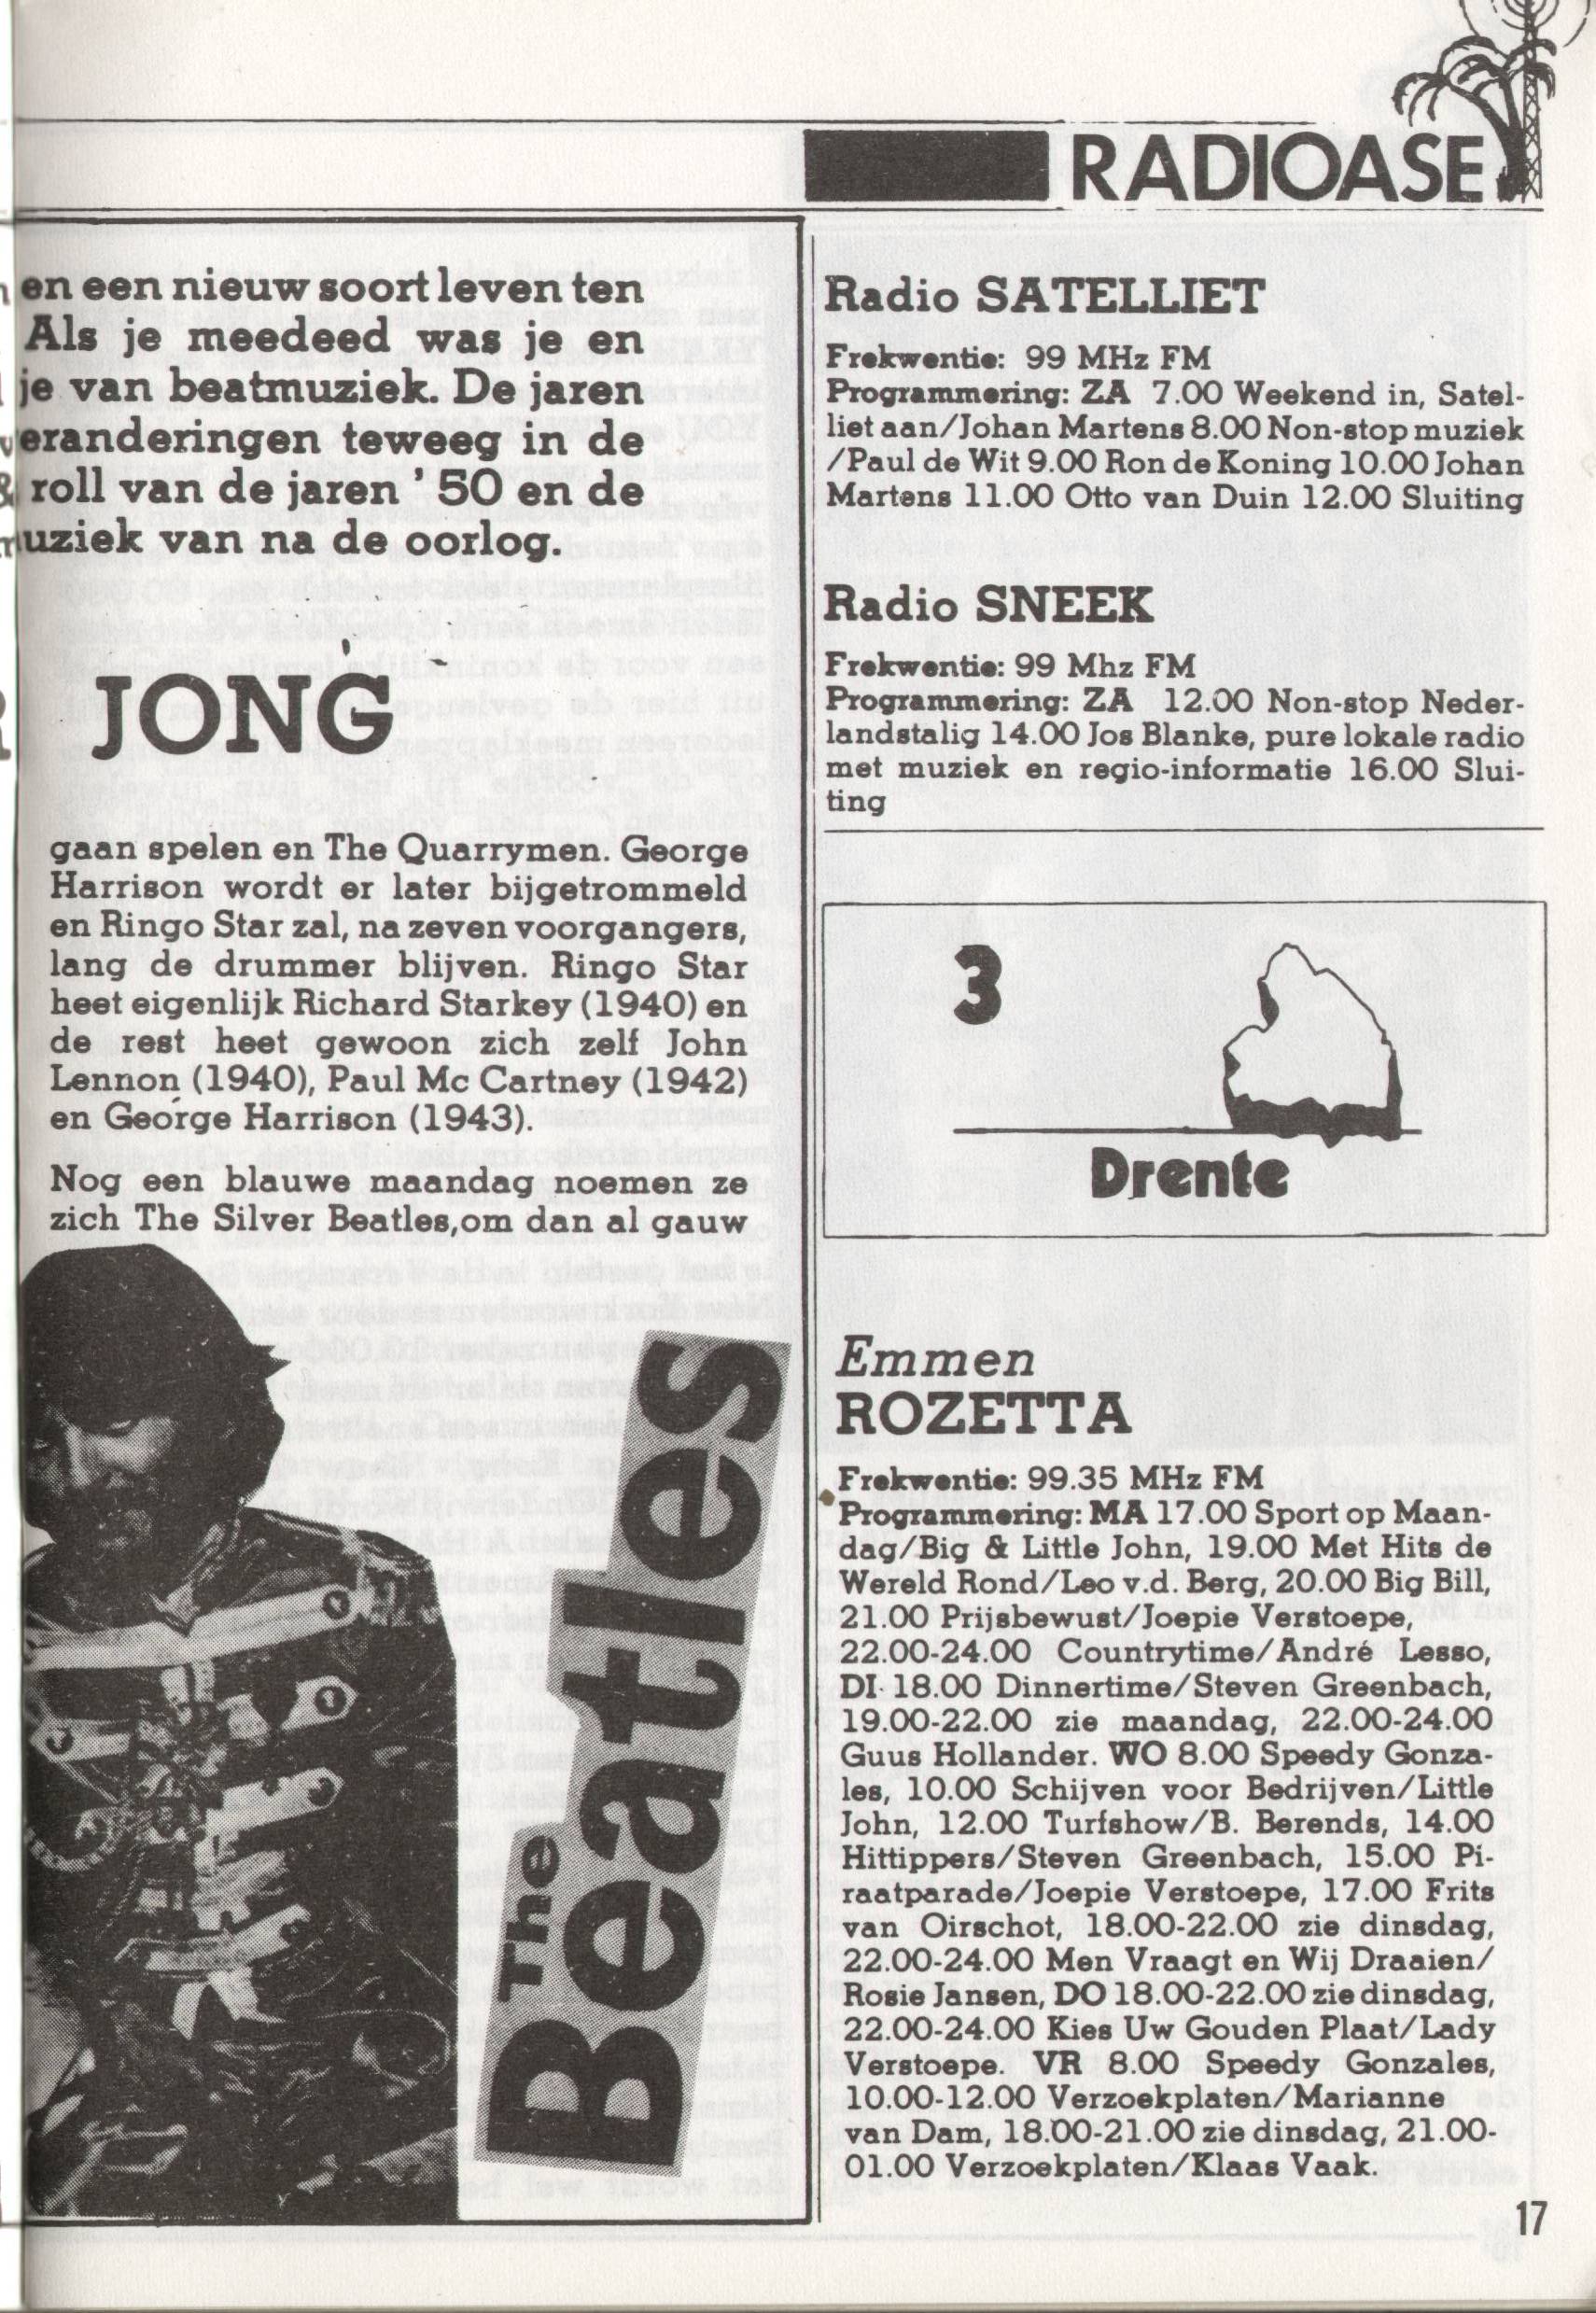 RADIOASE
en een nieuw soort leven ten
Als je meedeed was je en
je van beatmuziek. De jaren
veranderingen teweeg in de
& roll van de jaren '50 en de
muziek van na de oorlog.
JONG
gaan spelen en The Quarrymen. George
Harrison wordt er later bijgetrommeld
en Ringo Star zal, na zeven voorgangers,
lang de drummer blijven. Ringo Star
heet eigenlijk Richard Starkey (1940) en
de rest heet gewoon zich zelf John
Lennon (1940), Paul Mc Cartney (1942)
en George Harrison (1943).
Nog een blauwe maandag noemen ze
zich The Silver Beatles,om dan al gauw
The
Beatles
Radio SATELLIET
Frekwentie: 99 MHz FM
Programmering: ZA 7.00 Weekend in, Satel-
liet aan/Johan Martens 8.00 Non-stop muziek
/Paul de Wit 9.00 Ron de Koning 10.00 Johan
Martens 11.00 Otto van Duin 12.00 Sluiting
Radio SNEEK
Frekwentie: 99 Mhz FM
Programmering: ZA 12.00 Non-stop Neder-
landstalig 14.00 Jos Blanke, pure lokale radio
met muziek en regio-informatie 16.00 Slui-
ting
3
Drente
Emmen
ROZETTA
Frekwentie: 99.35 MHz FM
Programmering: MA 17.00 Sport op Maan-
dag/Big & Little John, 19.00 Met Hits de
Wereld Rond/Leo v.d. Berg, 20.00 Big Bill,
21.00 Prijsbewust/Joepie Verstoepe,
22.00-24.00 Countrytime/André Lesso,
DI 18.00 Dinnertime/Steven Greenbach,
19.00-22.00 zie maandag, 22.00-24.00
Guus Hollander. WO 8.00 Speedy Gonza-
les, 10.00 Schijven voor Bedrijven/Little
John, 12.00 Turfshow/B. Berends, 14.00
Hittippers/Steven Greenbach, 15.00 Pi-
raatparade/Joepie Verstoepe, 17.00 Frits
van Oirschot, 18.00-22.00 zie dinsdag,
22.00-24.00 Men Vraagt en Wij Draaien/
Rosie Jansen, DO 18.00-22.00 zie dinsdag,
22.00-24.00 Kies Uw Gouden Plaat/Lady
Verstoepe. VR 8.00 Speedy Gonzales,
10.00-12.00 Verzoekplaten/Marianne
van Dam, 18.00-21.00 zie dinsdag, 21.00-
01.00 Verzoekplaten/Klaas Vaak.
17